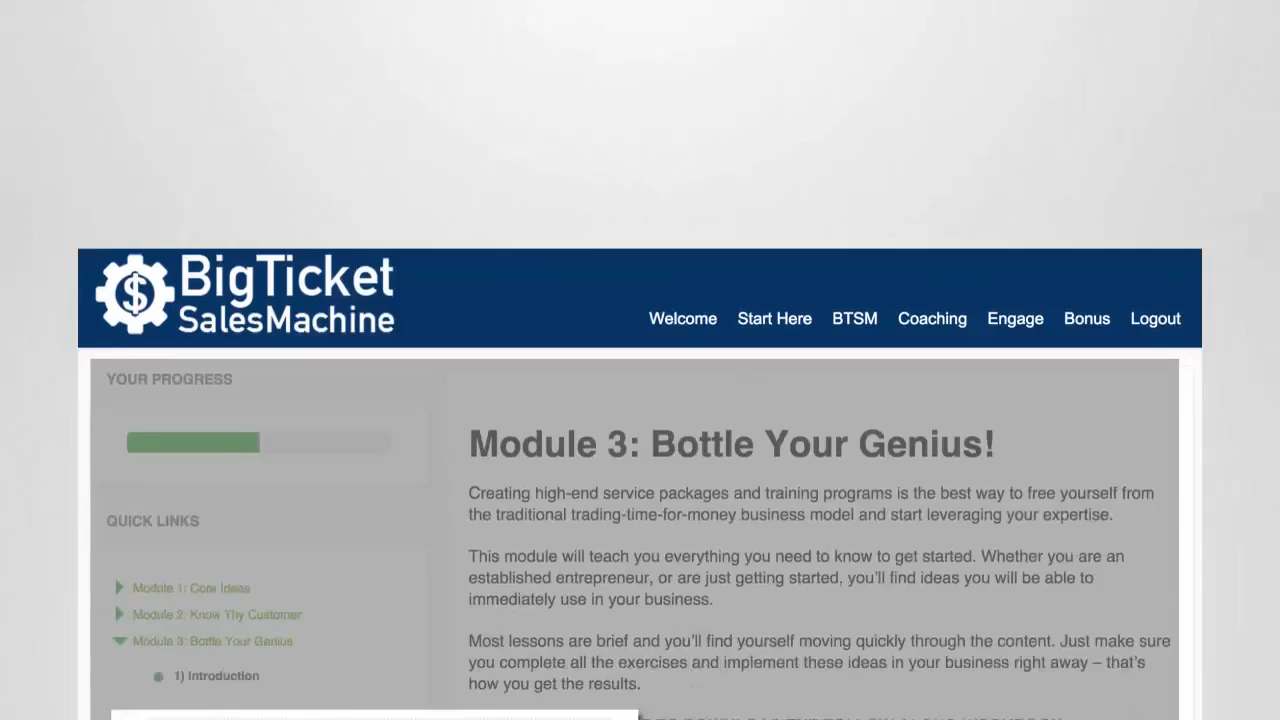 BigTicket
SalesMachine
Welcome Start Here BTSM Coaching Engage Bonus Logout
YOUR PROGRESS
QUICK LINKS
Module 1: Core Ideas
Module 2: Know Thy Customer
Module 3: Bottle Your Genius
1) Introduction
Module 3: Bottle Your Genius!
Creating high-end service packages and training programs is the best way to free yourself from
the traditional trading-time-for-money business model and start leveraging your expertise.
This module will teach you everything you need to know to get started. Whether you are an
established entrepreneur, or are just getting started, you'll find ideas you will be able to
immediately use in your business.
Most lessons are brief and you'll find yourself moving quickly through the content. Just make sure
you complete all the exercises and implement these ideas in your business right away – that's
how you get the results.